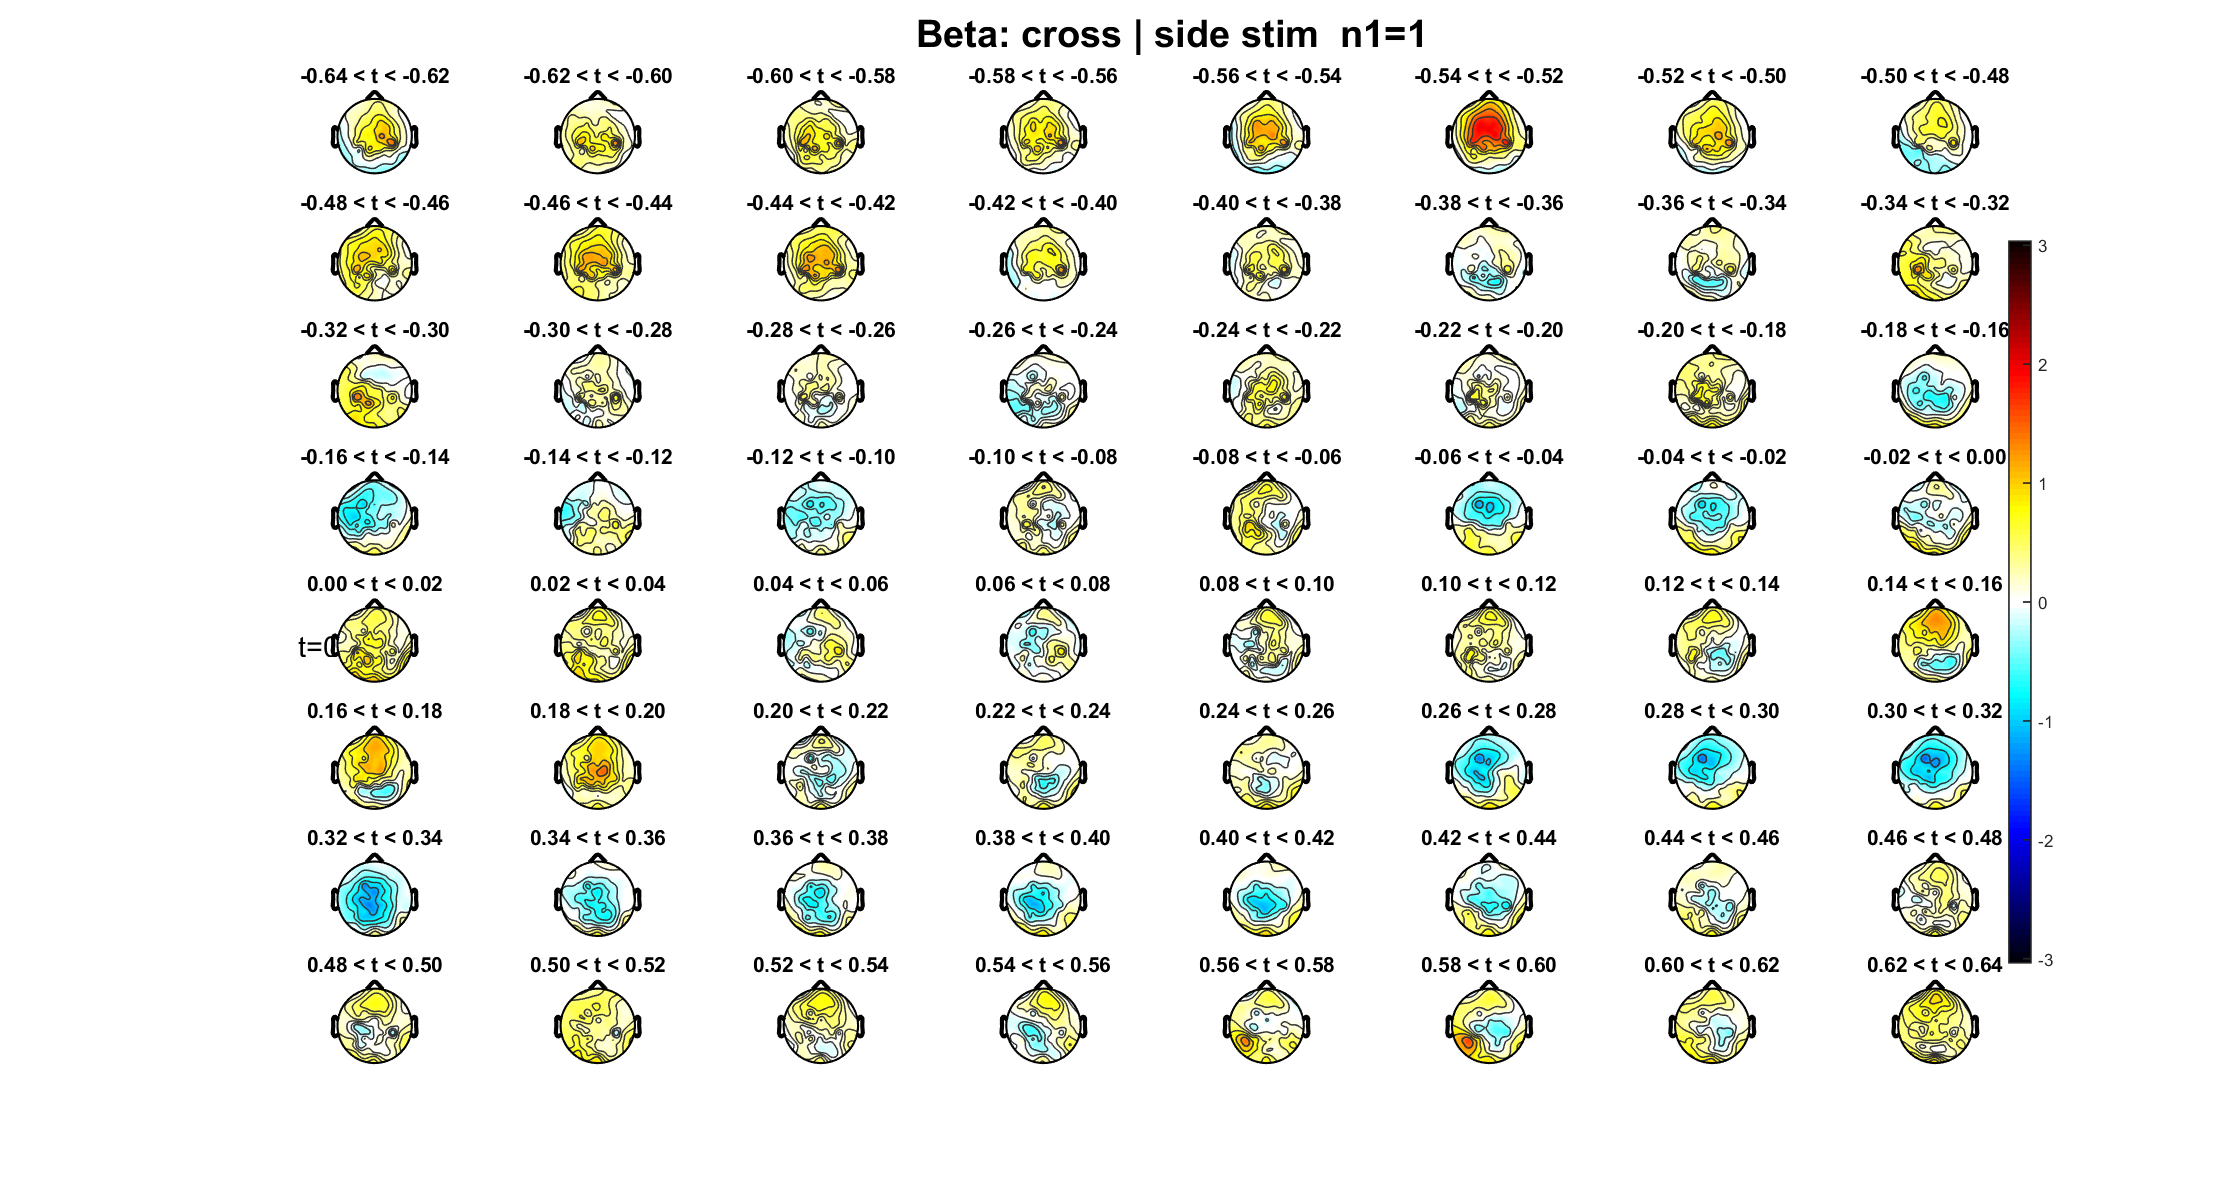 Beta: cross | side stim  n1=1
-0.64 < t < -0.62 -0.62 < t < -0.60 -0.60 < t < -0.58 -0.58 < t < -0.56 -0.56 < t < -0.54 -0.54 < t < -0.52 -0.52 < t < -0.50 -0.50 < t < -0.48
-0.48 < t < -0.46 -0.46 < t < -0.44 -0.44 < t < -0.42 -0.42 < t < -0.40 -0.40 < t < -0.38 -0.38 < t < -0.36 -0.36 < t < -0.34 -0.34 < t < -0.32
3
-0.32 < t < -0.30 -0.30 < t < -0.28 -0.28 < t < -0.26 -0.26 < t < -0.24 -0.24 < t < -0.22 -0.22 < t < -0.20 -0.20 < t < -0.18 -0.18 < t < -0.16
2
-0.16 < t < -0.14 -0.14 < t < -0.12 -0.12 < t < -0.10 -0.10 < t < -0.08 -0.08 < t < -0.06 -0.06 < t < -0.04 -0.04 < t < -0.02 -0.02 < t < 0.00
1
0.00 < t < 0.02 0.02 < t < 0.04 0.04 < t < 0.06 0.06 < t < 0.08 0.08 < t < 0.10 0.10 < t < 0.12 0.12 < t < 0.14 0.14 < t < 0.16
0
t=0
0.16 < t < 0.18 0.18 < t < 0.20 0.20 < t < 0.22 0.22 < t < 0.24 0.24 < t < 0.26 0.26 < t < 0.28 0.28 < t < 0.30 0.30 < t < 0.32
-1
0.32 < t < 0.34 0.34 < t < 0.36 0.36 < t < 0.38 0.38 < t < 0.40 0.40 < t < 0.42 0.42 < t < 0.44 0.44 < t < 0.46 0.46 < t < 0.48
-2
0.48 < t < 0.50 0.50 < t < 0.52 0.52 < t < 0.54 0.54 < t < 0.56 0.56 < t < 0.58 0.58 < t < 0.60 0.60 < t < 0.62 0.62 < t < 0.64
-3